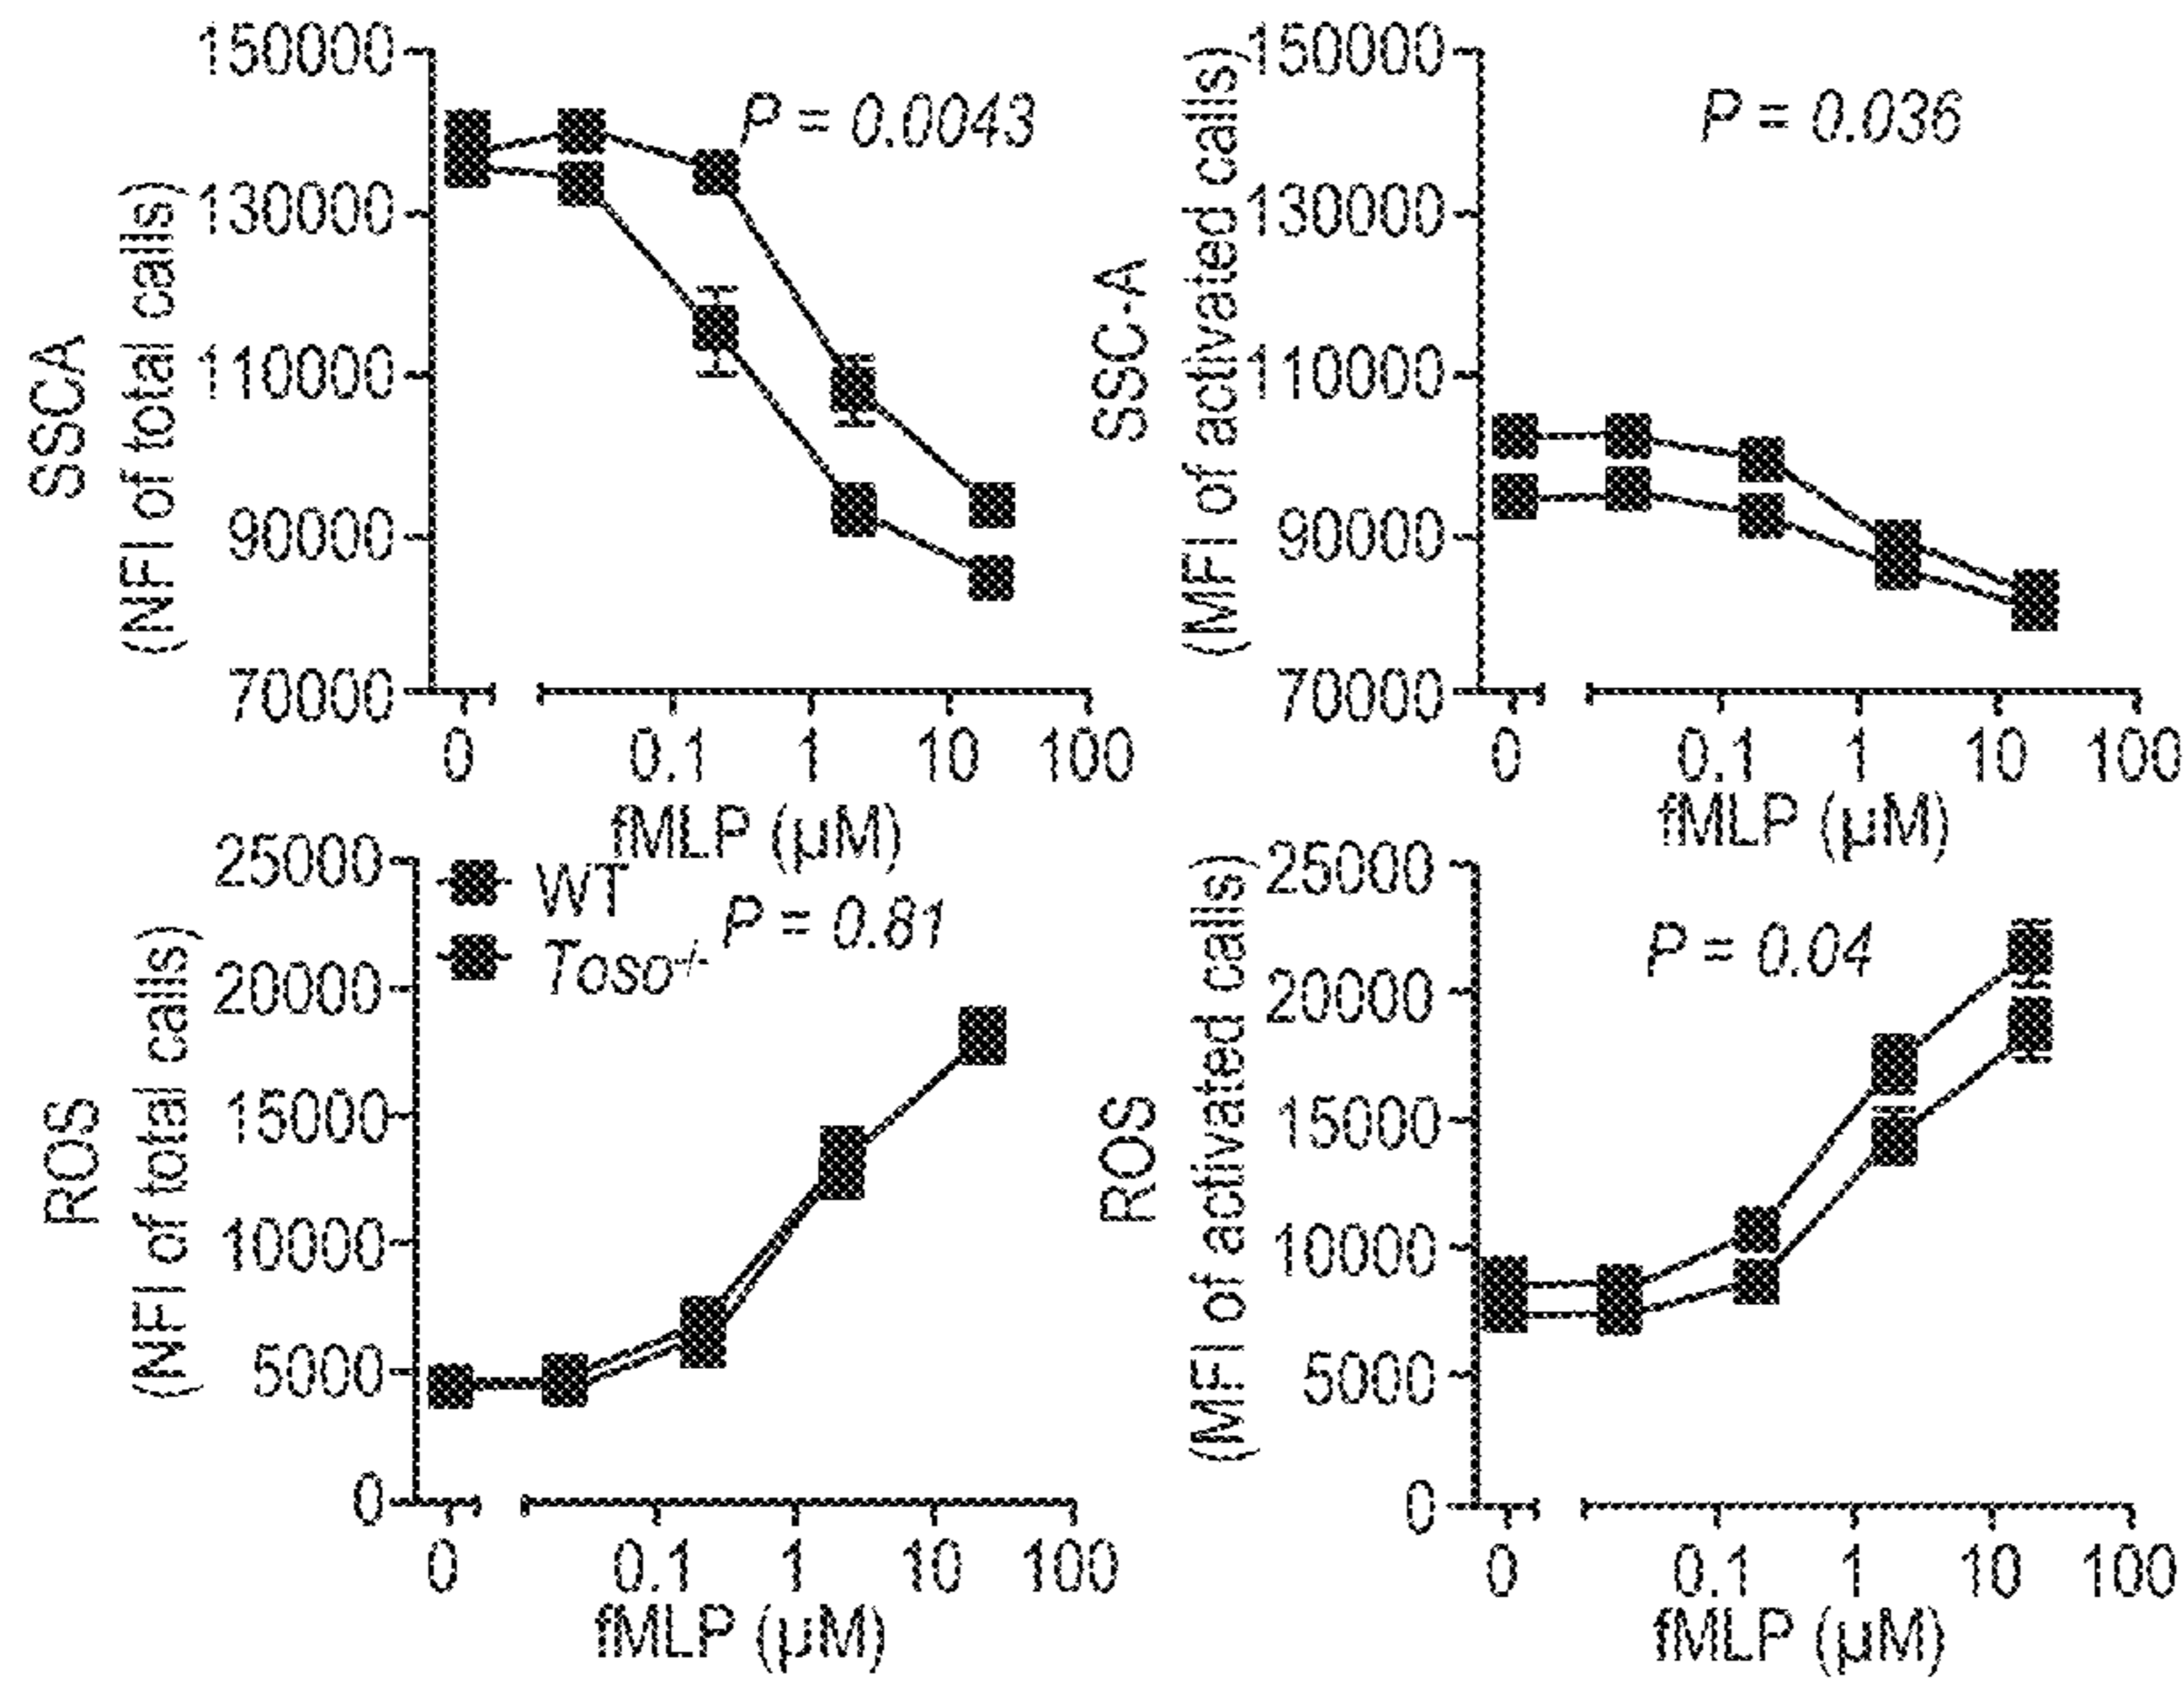 SSCA
(NFI of total calls)
150000
130000
110000
90000
70000
P = 0.0043
0 0.1 1 10 100
fMLP (µM)
SSC-A
(MFI of activated calls)
150000
130000
110000
90000
70000
P = 0.036
0 0.1 1 10 100
fMLP (µM)
ROS
(NFI of total calls)
25000
20000
15000
10000
5000
0
WT
Toso-/-
P = 0.81
0 0.1 1 10 100
fMLP (µM)
ROS
(MFI of activated calls)
25000
20000
15000
10000
5000
0
P = 0.04
0 0.1 1 10 100
fMLP (µM)